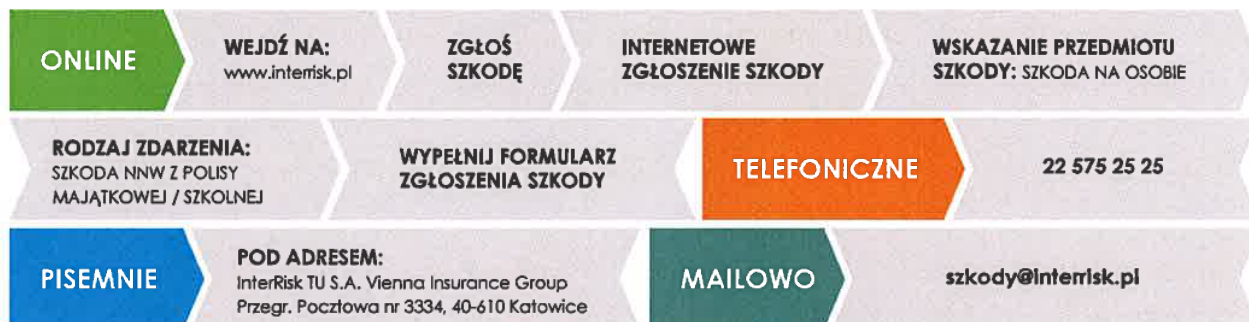 ONLINE
WEJDŹ NA:
www.interrisk.pl
ZGŁOŚ
SZKODĘ
INTERNETOWE
ZGŁOSZENIE SZKODY
WSKAZANIE PRZEDMIOTU
SZKODY: SZKODA NA OSOBIE
RODZAJ ZDARZENIA:
SZKODA NNW Z POLISY
MAJĄTKOWEJ / SZKOLNEJ
WYPEŁNIJ FORMULARZ
ZGŁOSZENIA SZKODY
TELEFONICZNE
22 575 25 25
PISEMNIE
POD ADRESEM:
InterRisk TU S.A. Vienna Insurance Group
Przegr. Pocztowa nr 3334, 40-610 Katowice
MAILOWO
szkody@interrisk.pl